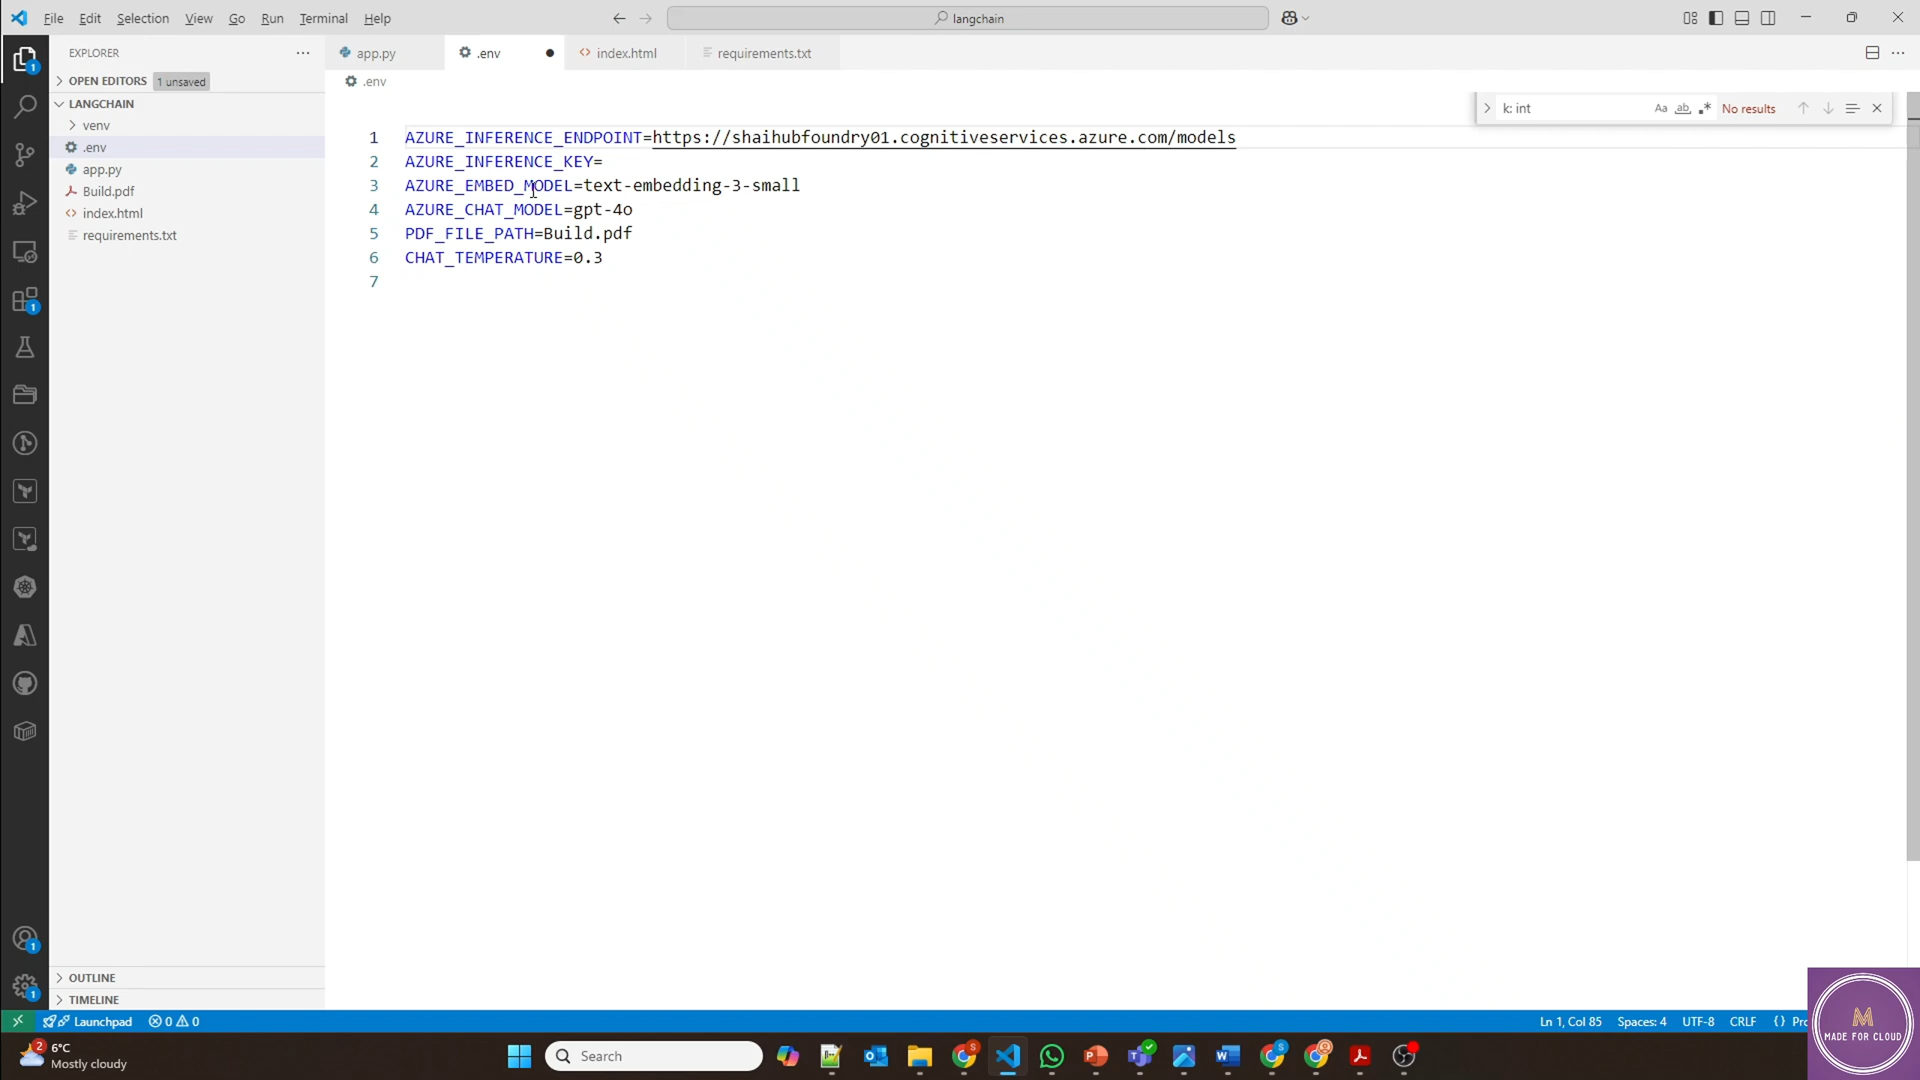 File Edit Selection View Go Run Terminal Help
langchain
EXPLORER
OPEN EDITORS 1 unsaved
LANGCHAIN
venv
.env
app.py
Build.pdf
index.html
requirements.txt
OUTLINE
TIMELINE
app.py .env index.html requirements.txt
.env
k: int
Aa ab .* No results
1 AZURE_INFERENCE_ENDPOINT=https://shaihubfoundry01.cognitiveservices.azure.com/models
2 AZURE_INFERENCE_KEY=
3 AZURE_EMBED_MODEL=text-embedding-3-small
4 AZURE_CHAT_MODEL=gpt-4o
5 PDF_FILE_PATH=Build.pdf
6 CHAT_TEMPERATURE=0.3
7
Launchpad 0 0
Ln 1, Col 85 Spaces: 4 UTF-8 CRLF {} Pro
M
MADE FOR CLOUD
2
6°C
Mostly cloudy
Search